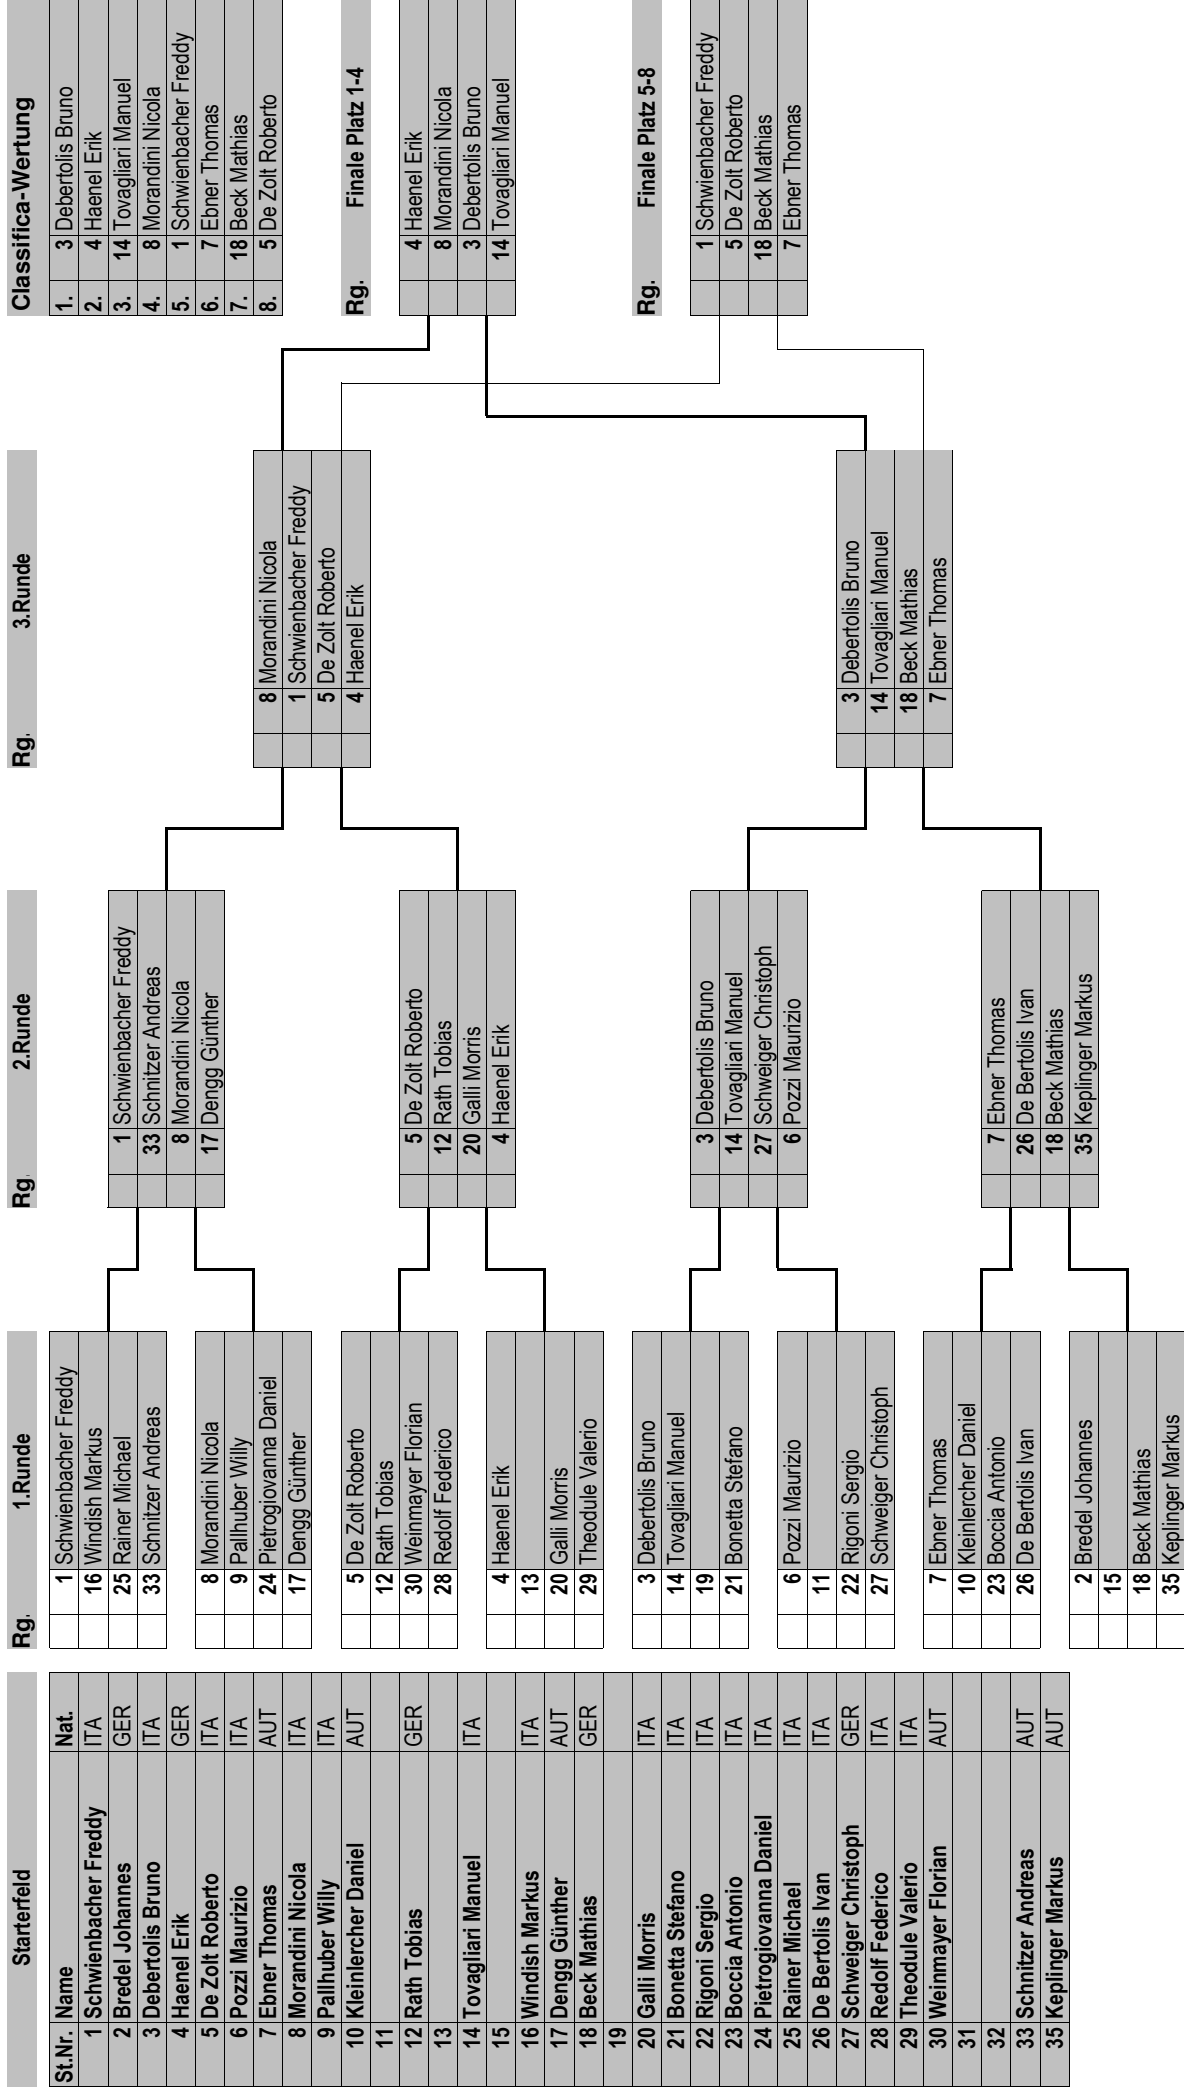 Starterfeld
St.Nr. Name Nat.
1 Schwienbacher Freddy ITA
2 Bredel Johannes GER
3 Debertolis Bruno ITA
4 Haenel Erik GER
5 De Zolt Roberto ITA
6 Pozzi Maurizio ITA
7 Ebner Thomas AUT
8 Morandini Nicola ITA
9 Pallhuber Willy ITA
10 Kleinlercher Daniel AUT
11
12 Rath Tobias GER
13
14 Tovagliari Manuel ITA
15
16 Windish Markus ITA
17 Dengg Günther AUT
18 Beck Mathias GER
19
20 Galli Morris ITA
21 Bonetta Stefano ITA
22 Rigoni Sergio ITA
23 Boccia Antonio ITA
24 Pietrogiovanna Daniel ITA
25 Rainer Michael ITA
26 De Bertolis Ivan ITA
27 Schweiger Christoph GER
28 Redolf Federico ITA
29 Theodule Valerio ITA
30 Weinmayer Florian AUT
31
32
33 Schnitzer Andreas AUT
35 Keplinger Markus AUT
Rg. 1.Runde
1 Schwienbacher Freddy
16 Windish Markus
25 Rainer Michael
33 Schnitzer Andreas
8 Morandini Nicola
9 Pallhuber Willy
24 Pietrogiovanna Daniel
17 Dengg Günther
5 De Zolt Roberto
12 Rath Tobias
30 Weinmayer Florian
28 Redolf Federico
4 Haenel Erik
13
20 Galli Morris
29 Theodule Valerio
3 Debertolis Bruno
14 Tovagliari Manuel
19
21 Bonetta Stefano
6 Pozzi Maurizio
11
22 Rigoni Sergio
27 Schweiger Christoph
7 Ebner Thomas
10 Kleinlercher Daniel
23 Boccia Antonio
26 De Bertolis Ivan
2 Bredel Johannes
15
18 Beck Mathias
35 Keplinger Markus
Rg. 2.Runde
1 Schwienbacher Freddy
33 Schnitzer Andreas
8 Morandini Nicola
17 Dengg Günther
5 De Zolt Roberto
12 Rath Tobias
20 Galli Morris
4 Haenel Erik
3 Debertolis Bruno
14 Tovagliari Manuel
27 Schweiger Christoph
6 Pozzi Maurizio
7 Ebner Thomas
26 De Bertolis Ivan
18 Beck Mathias
35 Keplinger Markus
Rg. 3.Runde
8 Morandini Nicola
1 Schwienbacher Freddy
5 De Zolt Roberto
4 Haenel Erik
3 Debertolis Bruno
14 Tovagliari Manuel
18 Beck Mathias
7 Ebner Thomas
Classifica-Wertung
1. 3 Debertolis Bruno
2. 4 Haenel Erik
3. 14 Tovagliari Manuel
4. 8 Morandini Nicola
5. 1 Schwienbacher Freddy
6. 7 Ebner Thomas
7. 18 Beck Mathias
8. 5 De Zolt Roberto
Rg. Finale Platz 1-4
4 Haenel Erik
8 Morandini Nicola
3 Debertolis Bruno
14 Tovagliari Manuel
Rg. Finale Platz 5-8
1 Schwienbacher Freddy
5 De Zolt Roberto
18 Beck Mathias
7 Ebner Thomas